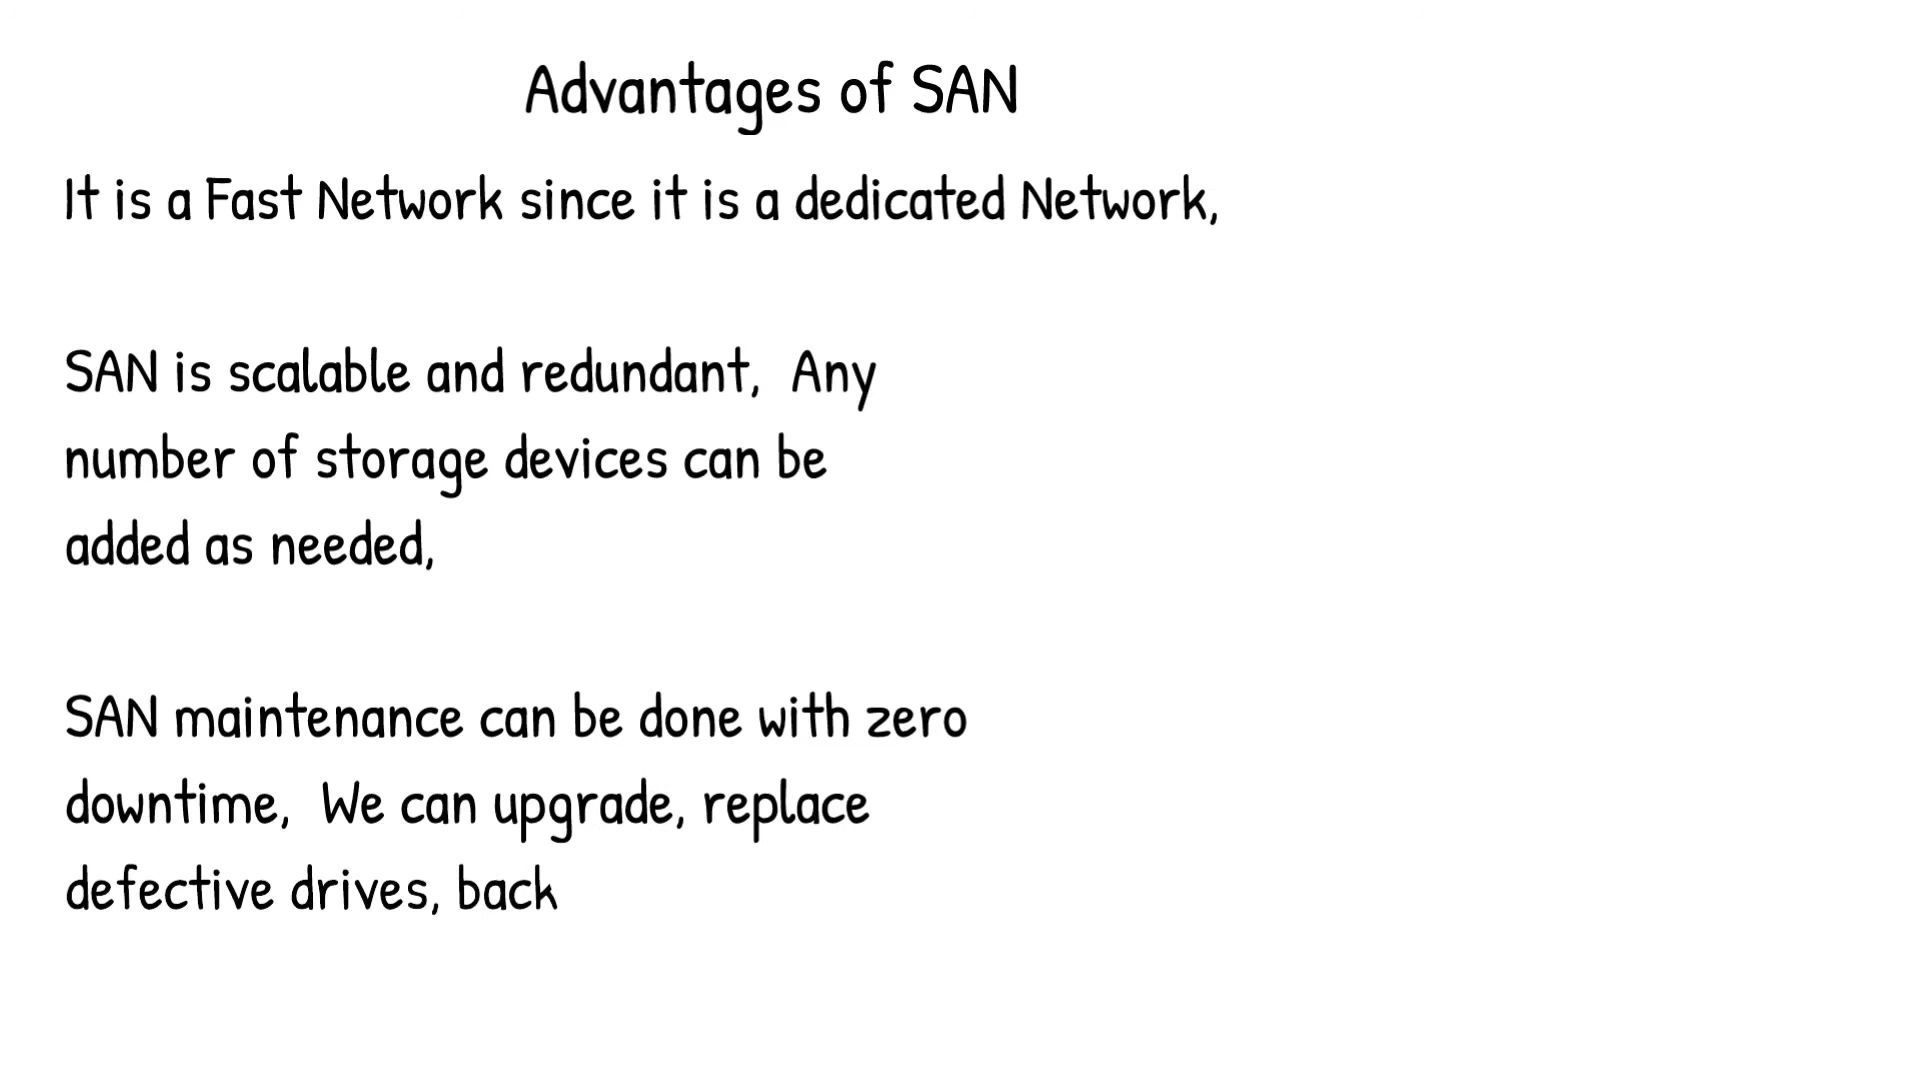 Advantages of SAN
It is a Fast Network since it is a dedicated Network,
SAN is scalable and redundant,  Any
number of storage devices can be
added as needed,
SAN maintenance can be done with zero
downtime,  We can upgrade, replace
defective drives, back